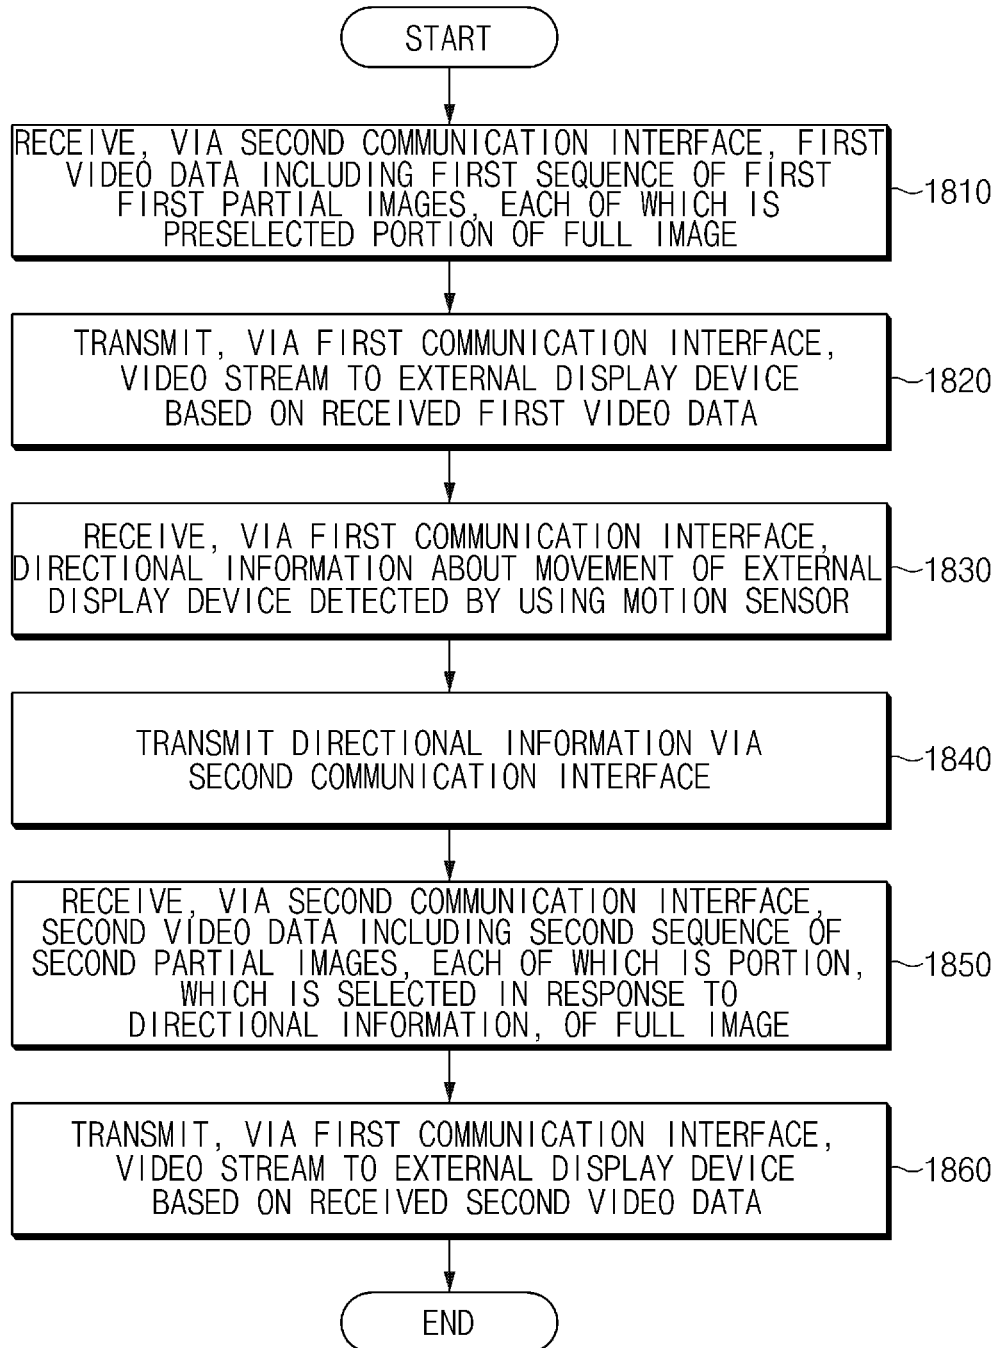 START
RECEIVE, VIA SECOND COMMUNICATION INTERFACE, FIRST
VIDEO DATA INCLUDING FIRST SEQUENCE OF FIRST
FIRST PARTIAL IMAGES, EACH OF WHICH IS
PRESELECTED PORTION OF FULL IMAGE
1810
TRANSMIT, VIA FIRST COMMUNICATION INTERFACE,
VIDEO STREAM TO EXTERNAL DISPLAY DEVICE
BASED ON RECEIVED FIRST VIDEO DATA
1820
RECEIVE, VIA FIRST COMMUNICATION INTERFACE,
DIRECTIONAL INFORMATION ABOUT MOVEMENT OF EXTERNAL
DISPLAY DEVICE DETECTED BY USING MOTION SENSOR
1830
TRANSMIT DIRECTIONAL INFORMATION VIA
SECOND COMMUNICATION INTERFACE
1840
RECEIVE, VIA SECOND COMMUNICATION INTERFACE,
SECOND VIDEO DATA INCLUDING SECOND SEQUENCE OF
SECOND PARTIAL IMAGES, EACH OF WHICH IS PORTION,
WHICH IS SELECTED IN RESPONSE TO
DIRECTIONAL INFORMATION, OF FULL IMAGE
1850
TRANSMIT, VIA FIRST COMMUNICATION INTERFACE,
VIDEO STREAM TO EXTERNAL DISPLAY DEVICE
BASED ON RECEIVED SECOND VIDEO DATA
1860
END